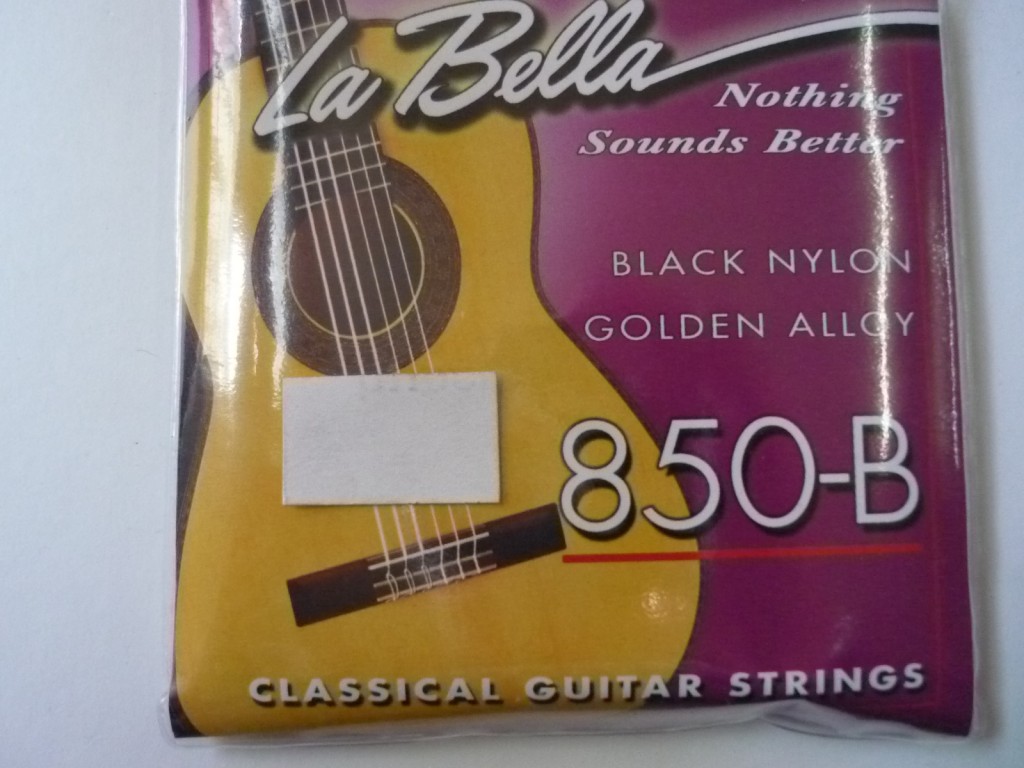 La Bella
Nothing
Sounds Better
BLACK NYLON
GOLDEN ALLOY
850-B
CLASSICAL GUITAR STRINGS